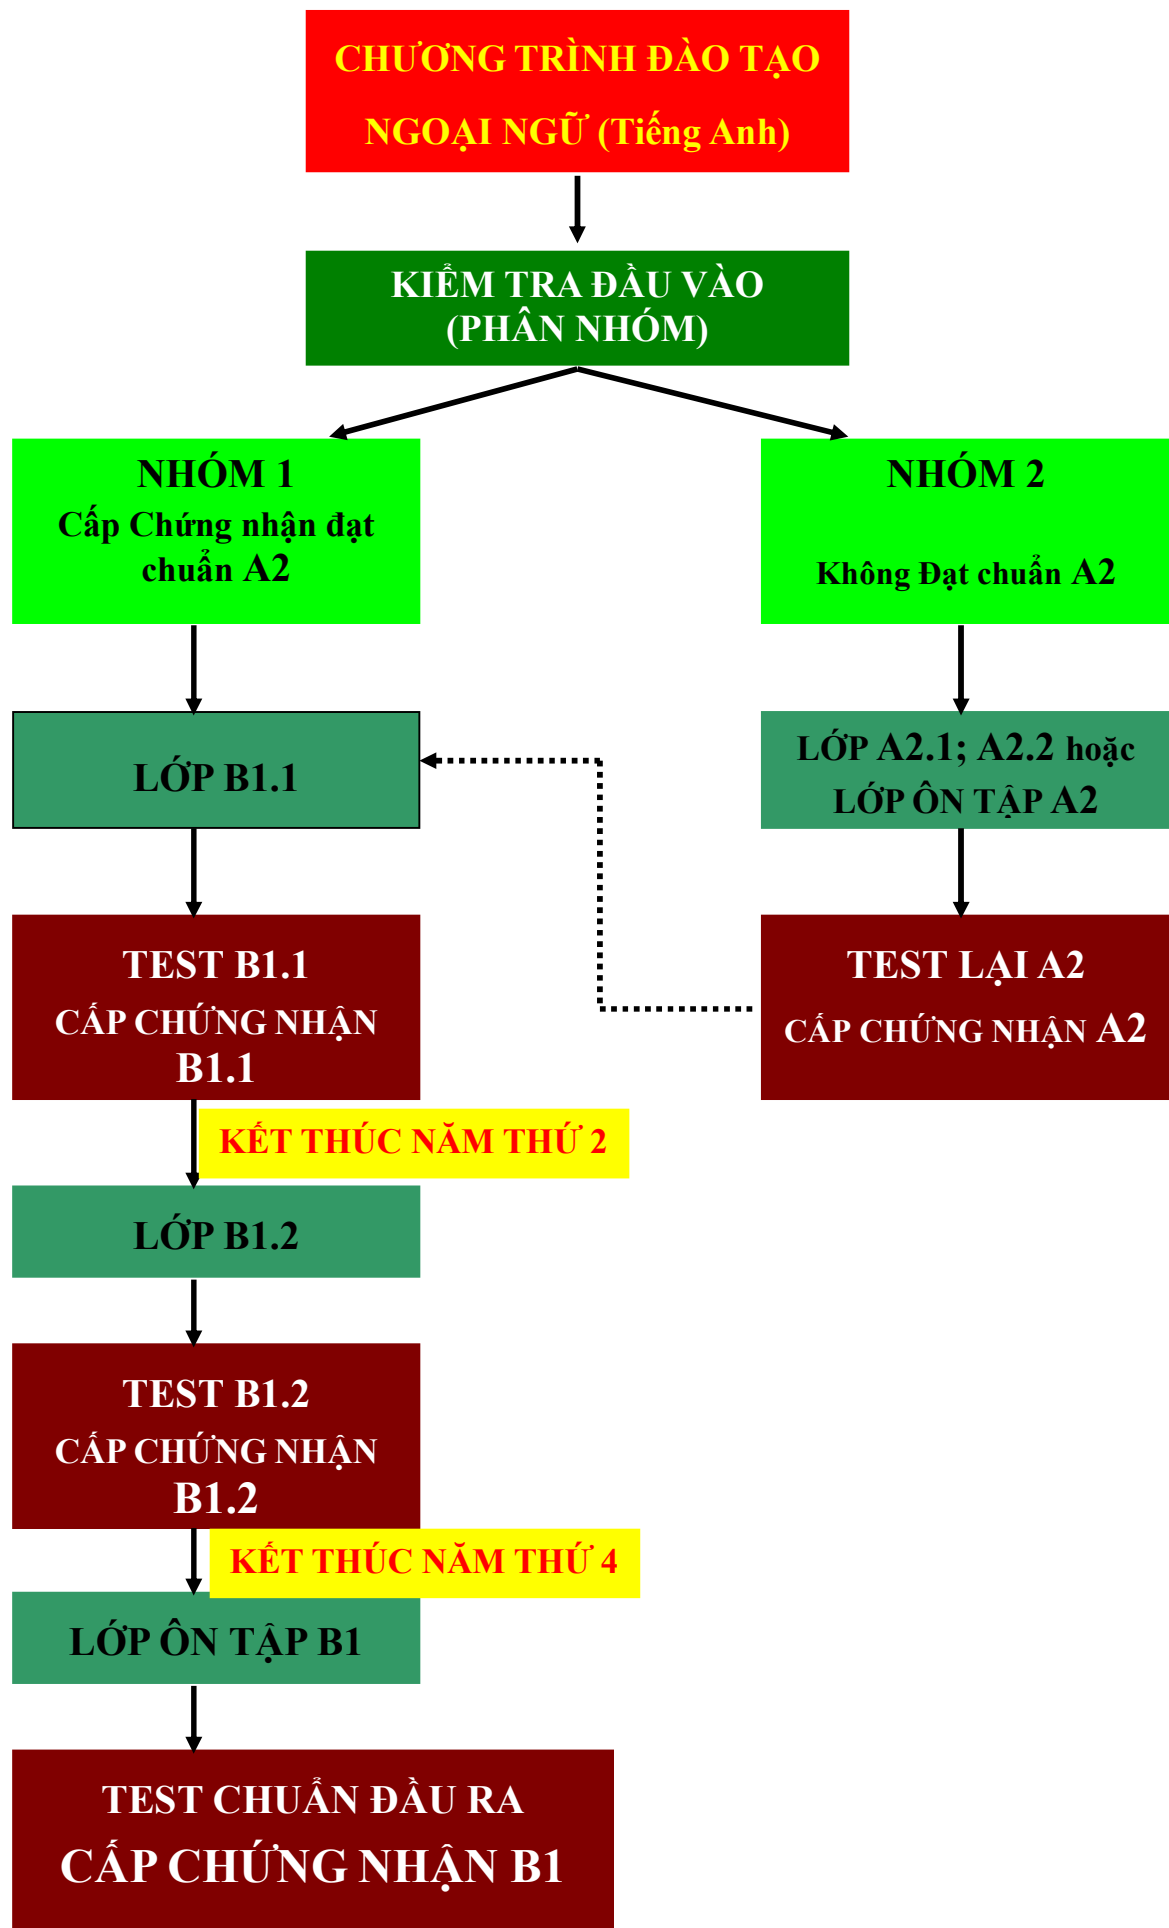 CHƯƠNG TRÌNH ĐÀO TẠO
NGOẠI NGỮ (Tiếng Anh)
KIỂM TRA ĐẦU VÀO
(PHÂN NHÓM)
NHÓM 1
Cấp Chứng nhận đạt
chuẩn A2
NHÓM 2
Không Đạt chuẩn A2
LỚP B1.1
LỚP A2.1; A2.2 hoặc
LỚP ÔN TẬP A2
TEST B1.1
CẤP CHỨNG NHẬN
B1.1
TEST LẠI A2
CẤP CHỨNG NHẬN A2
KẾT THÚC NĂM THỨ 2
LỚP B1.2
TEST B1.2
CẤP CHỨNG NHẬN
B1.2
KẾT THÚC NĂM THỨ 4
LỚP ÔN TẬP B1
TEST CHUẨN ĐẦU RA
CẤP CHỨNG NHẬN B1